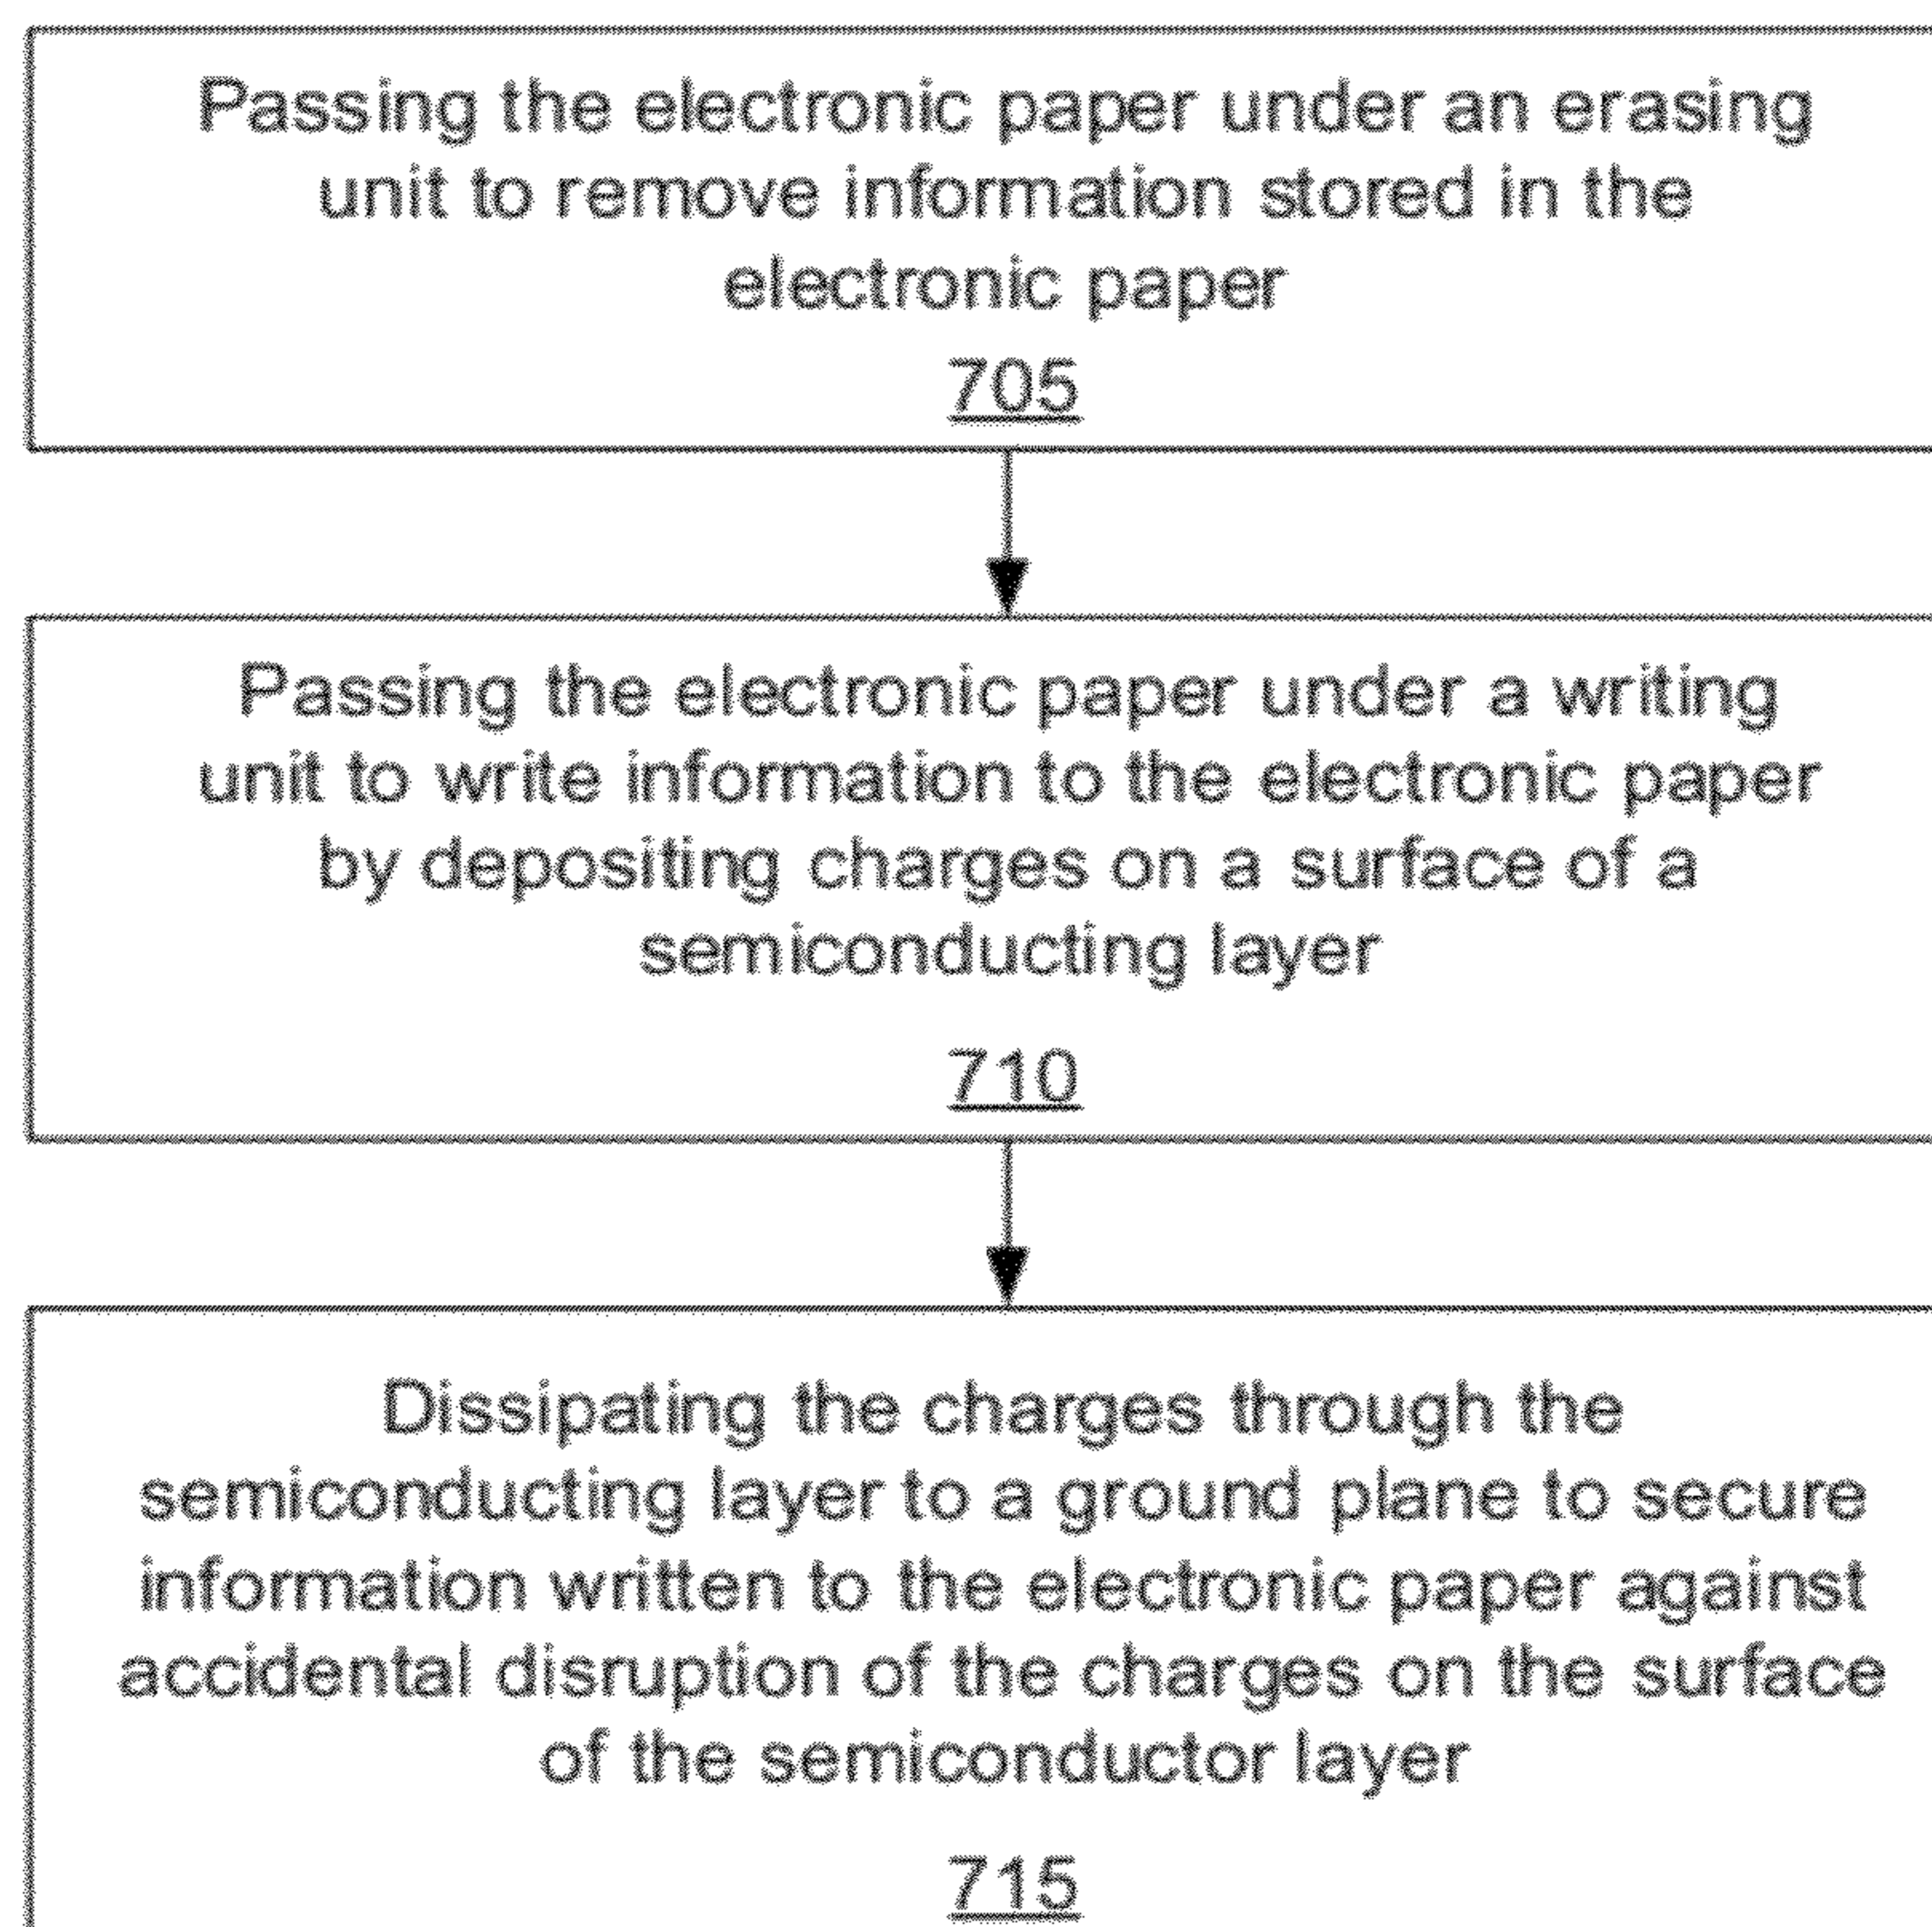 Passing the electronic paper under an erasing
unit to remove information stored in the
electronic paper
705
Passing the electronic paper under a writing
unit to write information to the electronic paper
by depositing charges on a surface of a
semiconducting layer
710
Dissipating the charges through the
semiconducting layer to a ground plane to secure
information written to the electronic paper against
accidental disruption of the charges on the surface
of the semiconductor layer
715